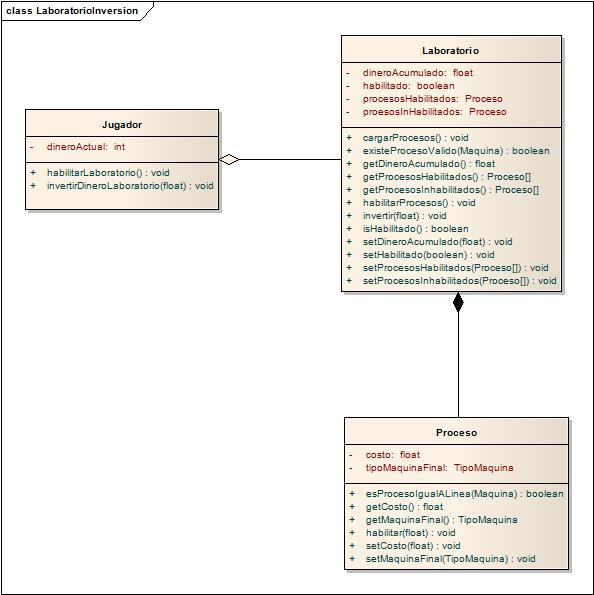 class LaboratorioInversion
Jugador
- dineroActual: int
+ habilitarLaboratorio() : void
+ invertirDineroLaboratorio(float) : void
Laboratorio
- dineroAcumulado: float
- habilitado: boolean
- procesosHabilitados: Proceso
- proesosInHabilitados: Proceso
+ cargarProcesos() : void
+ existeProcesoValido(Maquina) : boolean
+ getDineroAcumulado() : float
+ getProcesosHabilitados() : Proceso[]
+ getProcesosInhabilitados() : Proceso[]
+ habilitarProcesos() : void
+ invertir(float) : void
+ isHabilitado() : boolean
+ setDineroAcumulado(float) : void
+ setHabilitado(boolean) : void
+ setProcesosHabilitados(Proceso[]) : void
+ setProcesosInhabilitados(Proceso[]) : void
Proceso
- costo: float
- tipoMaquinaFinal: TipoMaquina
+ esProcesoIgualALinea(Maquina) : boolean
+ getCosto() : float
+ getMaquinaFinal() : TipoMaquina
+ habilitar(float) : void
+ setCosto(float) : void
+ setMaquinaFinal(TipoMaquina) : void